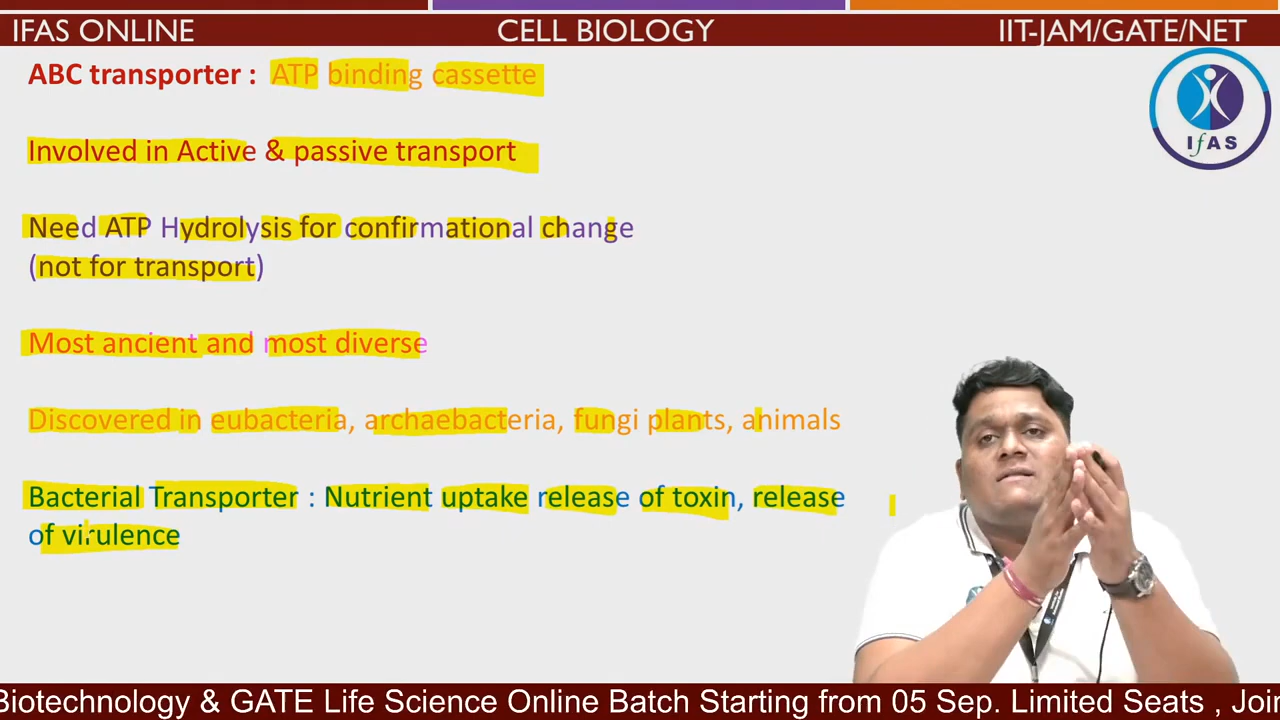 IFAS ONLINE CELL BIOLOGY IIT-JAM/GATE/NET
ABC transporter : ATP binding cassette
IfAS
Involved in Active & passive transport
Need ATP Hydrolysis for confirmational change
(not for transport)
Most ancient and most diverse
Discovered in eubacteria, archaebacteria, fungi plants, animals
Bacterial Transporter : Nutrient uptake release of toxin, release
of virulence
Biotechnology & GATE Life Science Online Batch Starting from 05 Sep. Limited Seats , Join